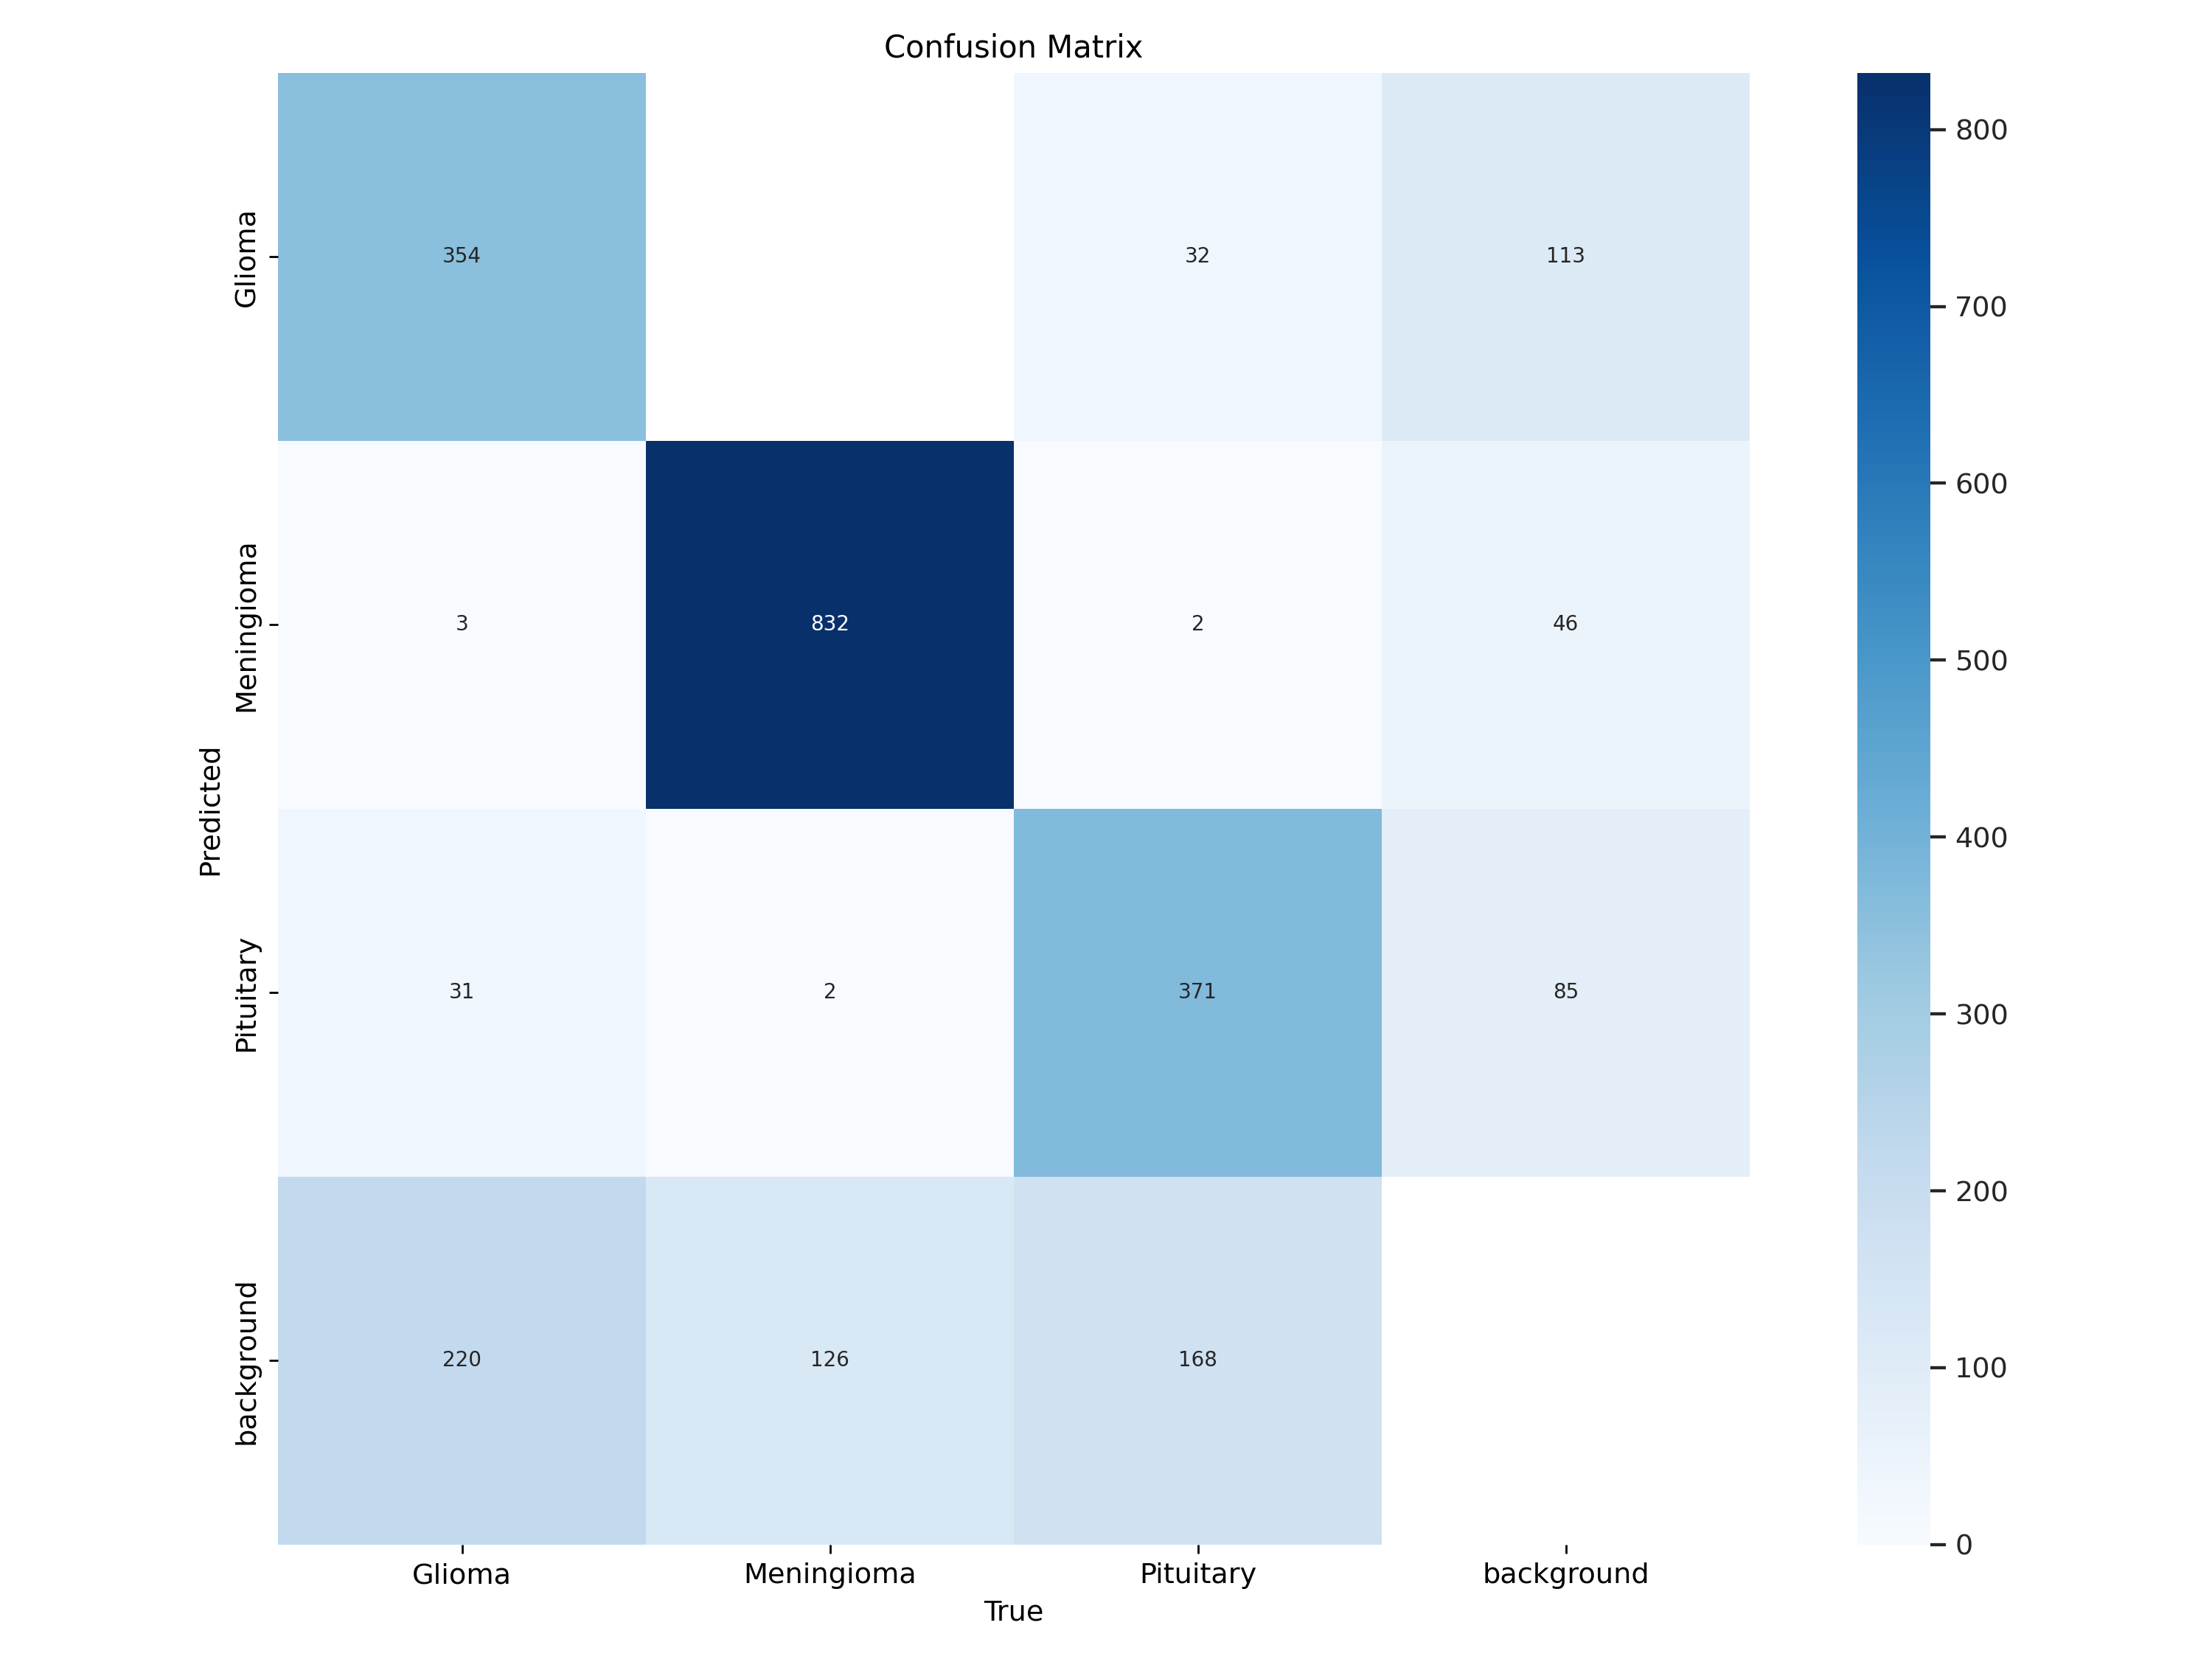 Confusion Matrix
Glioma
354
32
113
Meningioma
3
832
2
46
Pituitary
31
2
371
85
background
220
126
168
Predicted
Glioma
Meningioma
Pituitary
background
True
800
700
600
500
400
300
200
100
0